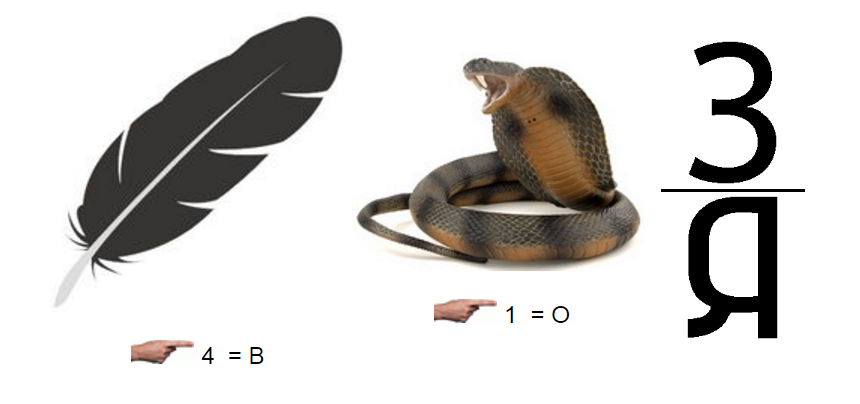 4 = В
1 = О
З
Я